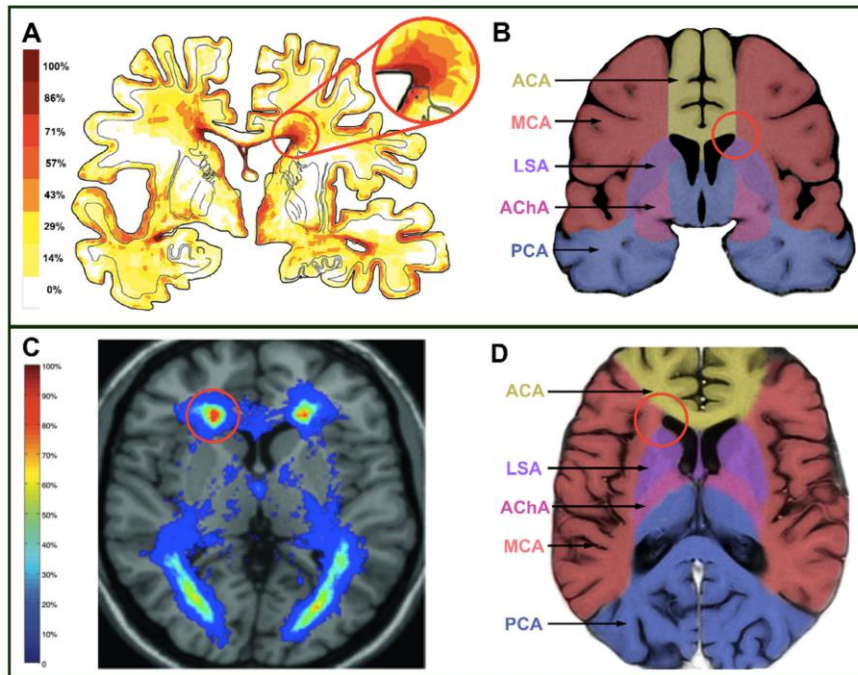 A
100%
86%
71%
57%
43%
29%
14%
0%
B
ACA
MCA
LSA
AChA
PCA
C
100%
90%
80%
70%
60%
50%
40%
30%
20%
10%
0
D
ACA
LSA
AChA
MCA
PCA